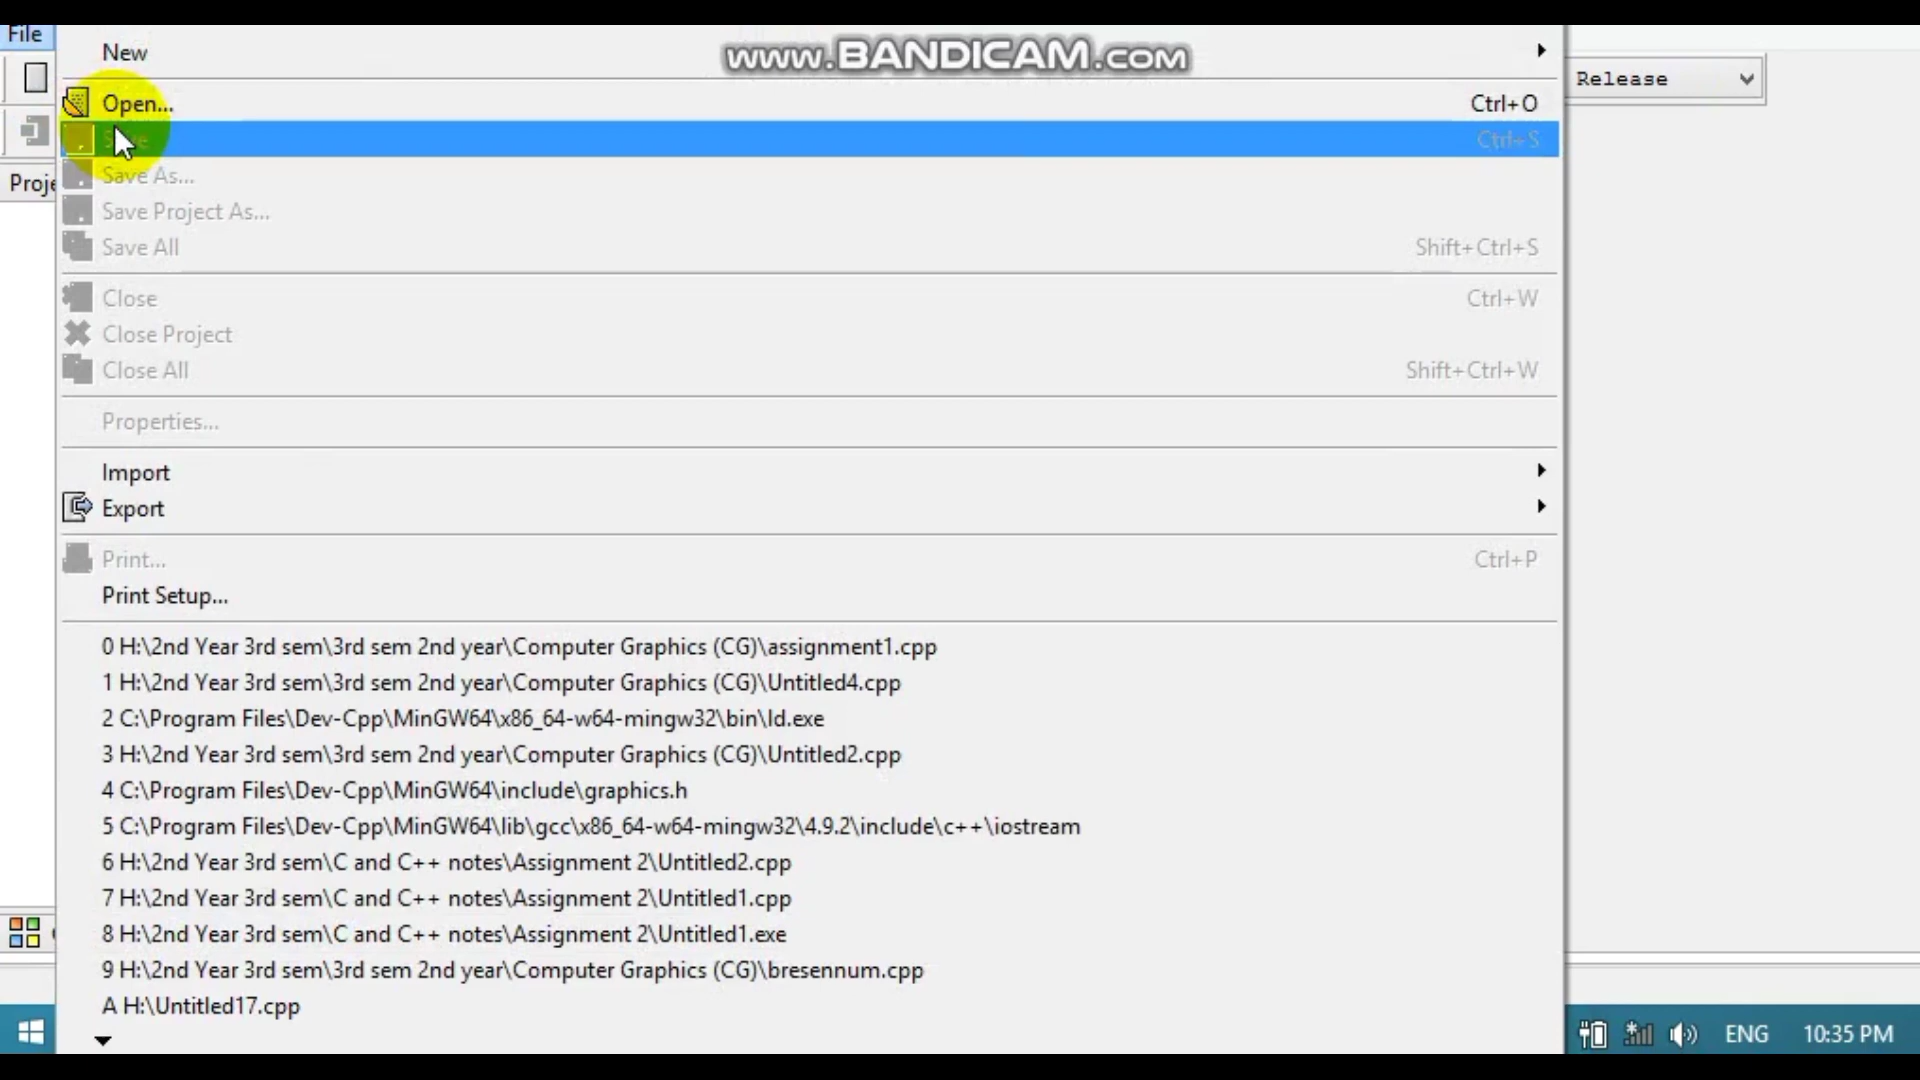 File
New
www.BANDICAM.com
Release
Open... Ctrl+O
Save Ctrl+S
Proje
Save As...
Save Project As...
Save All Shift+Ctrl+S
Close Ctrl+W
Close Project
Close All Shift+Ctrl+W
Properties...
Import
Export
Print... Ctrl+P
Print Setup...
0 H:\2nd Year 3rd sem\3rd sem 2nd year\Computer Graphics (CG)\assignment1.cpp
1 H:\2nd Year 3rd sem\3rd sem 2nd year\Computer Graphics (CG)\Untitled4.cpp
2 C:\Program Files\Dev-Cpp\MinGW64\x86_64-w64-mingw32\bin\ld.exe
3 H:\2nd Year 3rd sem\3rd sem 2nd year\Computer Graphics (CG)\Untitled2.cpp
4 C:\Program Files\Dev-Cpp\MinGW64\include\graphics.h
5 C:\Program Files\Dev-Cpp\MinGW64\lib\gcc\x86_64-w64-mingw32\4.9.2\include\c++\iostream
6 H:\2nd Year 3rd sem\C and C++ notes\Assignment 2\Untitled2.cpp
7 H:\2nd Year 3rd sem\C and C++ notes\Assignment 2\Untitled1.cpp
8 H:\2nd Year 3rd sem\C and C++ notes\Assignment 2\Untitled1.exe
9 H:\2nd Year 3rd sem\3rd sem 2nd year\Computer Graphics (CG)\bresennum.cpp
A H:\Untitled17.cpp
ENG 10:35 PM